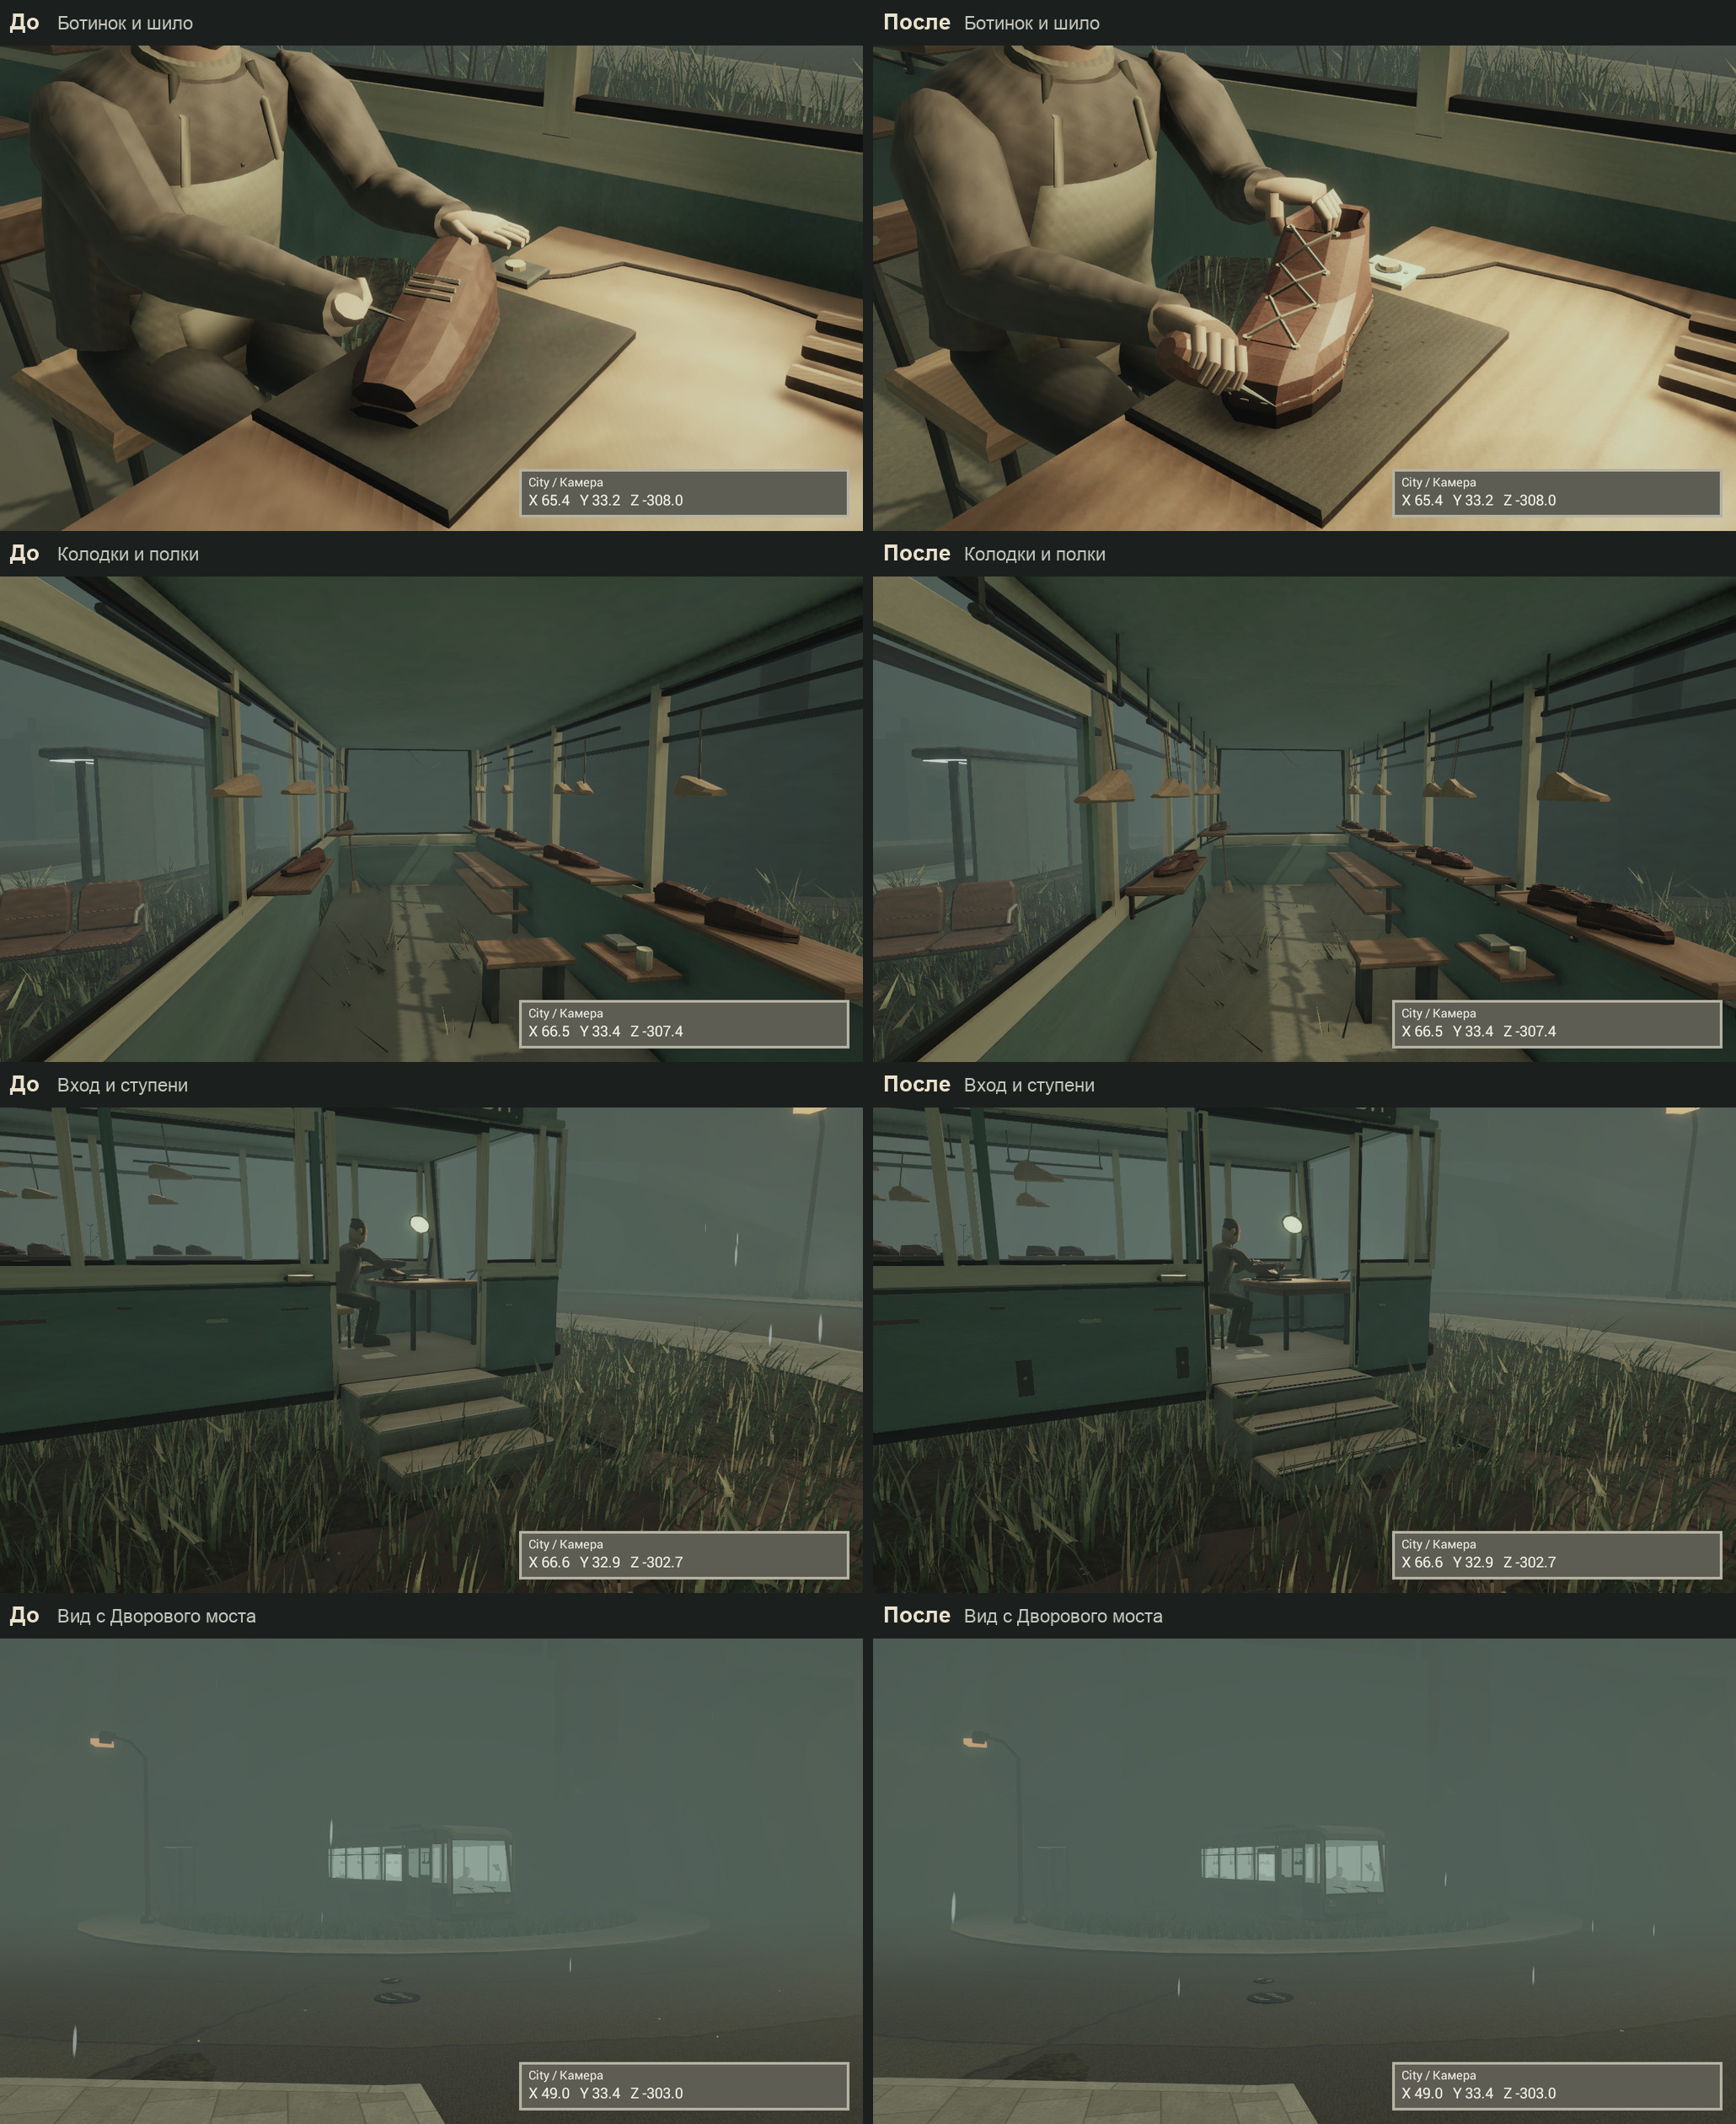 До Ботинок и шило
После Ботинок и шило
City / Камера
X 65.4 Y 33.2 Z -308.0
City / Камера
X 65.4 Y 33.2 Z -308.0
До Колодки и полки
После Колодки и полки
City / Камера
X 66.5 Y 33.4 Z -307.4
City / Камера
X 66.5 Y 33.4 Z -307.4
До Вход и ступени
После Вход и ступени
City / Камера
X 66.6 Y 32.9 Z -302.7
City / Камера
X 66.6 Y 32.9 Z -302.7
До Вид с Дворового моста
После Вид с Дворового моста
City / Камера
X 49.0 Y 33.4 Z -303.0
City / Камера
X 49.0 Y 33.4 Z -303.0